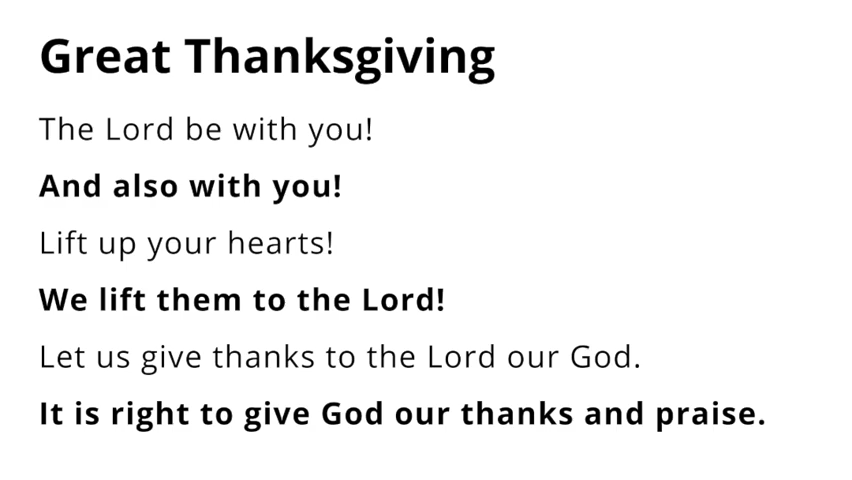 Great Thanksgiving
The Lord be with you!
And also with you!
Lift up your hearts!
We lift them to the Lord!
Let us give thanks to the Lord our God.
It is right to give God our thanks and praise.